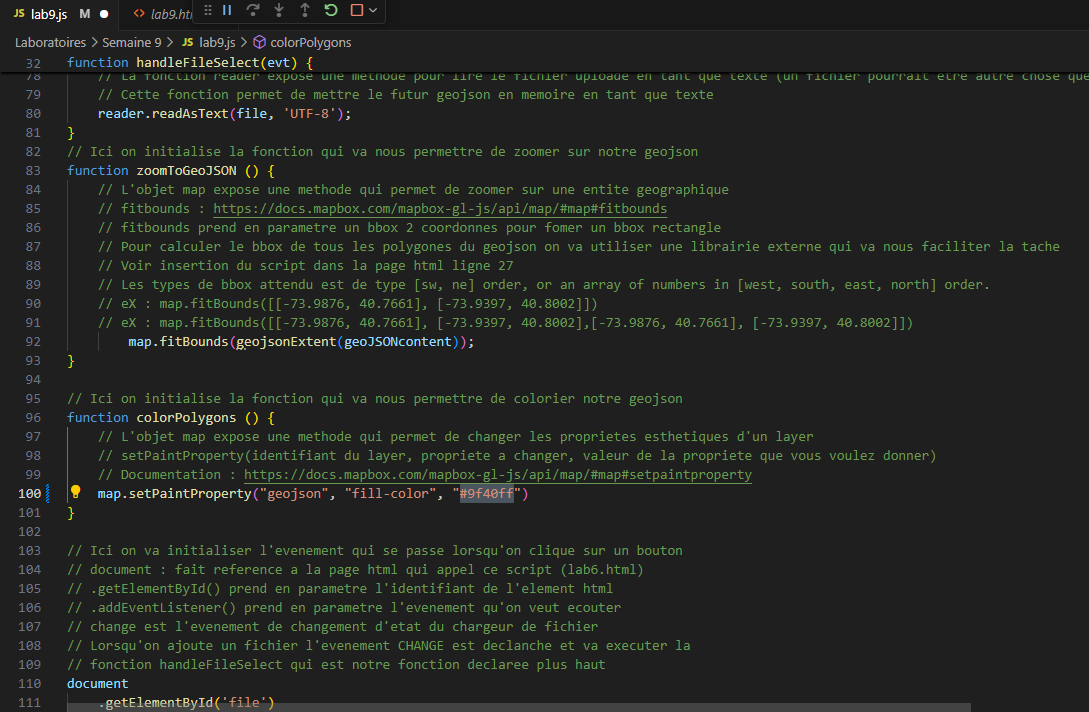 JS lab9.js M
<> lab9.ht
Laboratoires > Semaine 9 > JS lab9.js > colorPolygons
32 function handleFileSelect(evt) {
78 // La fonction reader expose une methode pour lire le fichier uploade en tant que texte (un fichier pourrait etre autre chose que
79 // Cette fonction permet de mettre le futur geojson en memoire en tant que texte
80 reader.readAsText(file, 'UTF-8');
81 }
82 // Ici on initialise la fonction qui va nous permettre de zoomer sur notre geojson
83 function zoomToGeoJSON () {
84 // L'objet map expose une methode qui permet de zoomer sur une entite geographique
85 // fitbounds : https://docs.mapbox.com/mapbox-gl-js/api/map/#map#fitbounds
86 // fitbounds prend en parametre un bbox 2 coordonnes pour fomer un bbox rectangle
87 // Pour calculer le bbox de tous les polygones du geojson on va utiliser une librairie externe qui va nous faciliter la tache
88 // Voir insertion du script dans la page html ligne 27
89 // Les types de bbox attendu est de type [sw, ne] order, or an array of numbers in [west, south, east, north] order.
90 // eX : map.fitBounds([[-73.9876, 40.7661], [-73.9397, 40.8002]])
91 // eX : map.fitBounds([[-73.9876, 40.7661], [-73.9397, 40.8002],[-73.9876, 40.7661], [-73.9397, 40.8002]])
92 map.fitBounds(geojsonExtent(geoJSONcontent));
93 }
94
95 // Ici on initialise la fonction qui va nous permettre de colorier notre geojson
96 function colorPolygons () {
97 // L'objet map expose une methode qui permet de changer les proprietes esthetiques d'un layer
98 // setPaintProperty(identifiant du layer, propriete a changer, valeur de la propriete que vous voulez donner)
99 // Documentation : https://docs.mapbox.com/mapbox-gl-js/api/map/#map#setpaintproperty
100 map.setPaintProperty("geojson", "fill-color", "#9f40ff")
101 }
102
103 // Ici on va initialiser l'evenement qui se passe lorsqu'on clique sur un bouton
104 // document : fait reference a la page html qui appel ce script (lab6.html)
105 // .getElementById() prend en parametre l'identifiant de l'element html
106 // .addEventListener() prend en parametre l'evenement qu'on veut ecouter
107 // change est l'evenement de changement d'etat du chargeur de fichier
108 // Lorsqu'on ajoute un fichier l'evenement CHANGE est declanche et va executer la
109 // fonction handleFileSelect qui est notre fonction declaree plus haut
110 document
111 .getElementById('file')